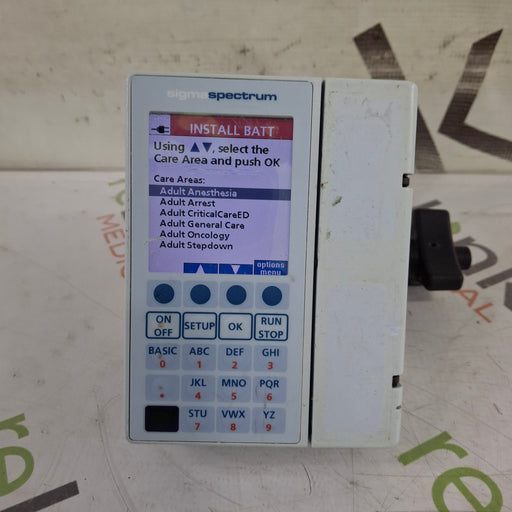 sigmaspectrum
INSTALL BATT
Using ▲▼, select the
Care Area and push OK
Care Areas:
Adult Anesthesia
Adult Arrest
Adult CriticalCareED
Adult General Care
Adult Oncology
Adult Stepdown
options
menu
ON
OFF
SETUP
OK
RUN
STOP
BASIC
0
ABC
1
DEF
2
GHI
3
.
JKL
4
MNO
5
PQR
6
STU
7
VWX
8
YZ
9